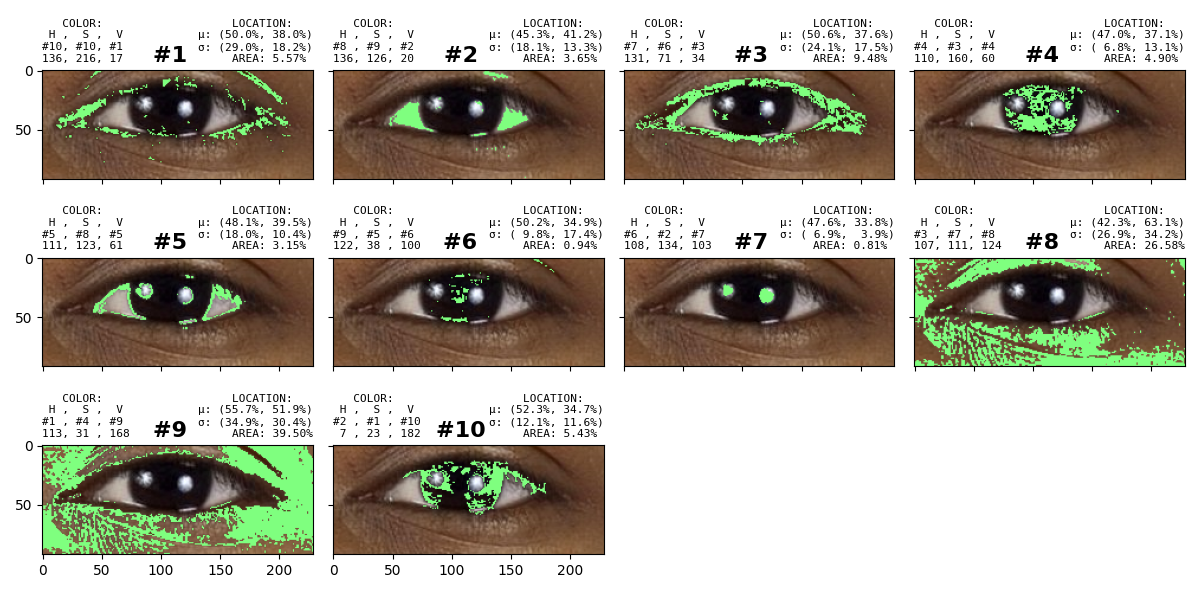 COLOR: LOCATION:
H , S , V μ: (50.0%, 38.0%)
#10, #10, #1 σ: (29.0%, 18.2%)
136, 216, 17 #1 AREA: 5.57%
COLOR: LOCATION:
H , S , V μ: (45.3%, 41.2%)
#8 , #9 , #2 σ: (18.1%, 13.3%)
136, 126, 20 #2 AREA: 3.65%
COLOR: LOCATION:
H , S , V μ: (50.6%, 37.6%)
#7 , #6 , #3 σ: (24.1%, 17.5%)
131, 71 , 34 #3 AREA: 9.48%
COLOR: LOCATION:
H , S , V μ: (47.0%, 37.1%)
#4 , #3 , #4 σ: ( 6.8%, 13.1%)
110, 160, 60 #4 AREA: 4.90%
0
50
COLOR: LOCATION:
H , S , V μ: (48.1%, 39.5%)
#5 , #8 , #5 σ: (18.0%, 10.4%)
111, 123, 61 #5 AREA: 3.15%
COLOR: LOCATION:
H , S , V μ: (50.2%, 34.9%)
#9 , #5 , #6 σ: ( 9.8%, 17.4%)
122, 38 , 100 #6 AREA: 0.94%
COLOR: LOCATION:
H , S , V μ: (47.6%, 33.8%)
#6 , #2 , #7 σ: ( 6.9%, 3.9%)
108, 134, 103 #7 AREA: 0.81%
COLOR: LOCATION:
H , S , V μ: (42.3%, 63.1%)
#3 , #7 , #8 σ: (26.9%, 34.2%)
107, 111, 124 #8 AREA: 26.58%
0
50
COLOR: LOCATION:
H , S , V μ: (55.7%, 51.9%)
#1 , #4 , #9 σ: (34.9%, 30.4%)
113, 31 , 168 #9 AREA: 39.50%
COLOR: LOCATION:
H , S , V μ: (52.3%, 34.7%)
#2 , #1 , #10 σ: (12.1%, 11.6%)
7 , 23 , 182 #10 AREA: 5.43%
0
50
0 50 100 150 200
0 50 100 150 200